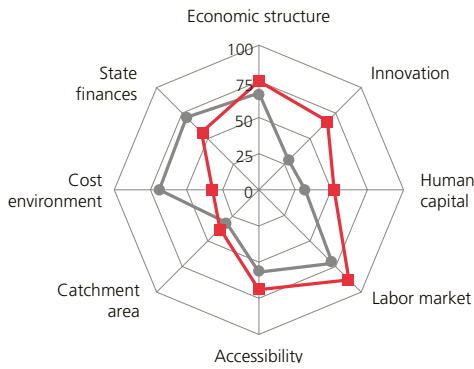 Economic structure
100
State
finances
Innovation
75
50
25
Cost
environment
0
Human
capital
Catchment
area
Labor market
Accessibility